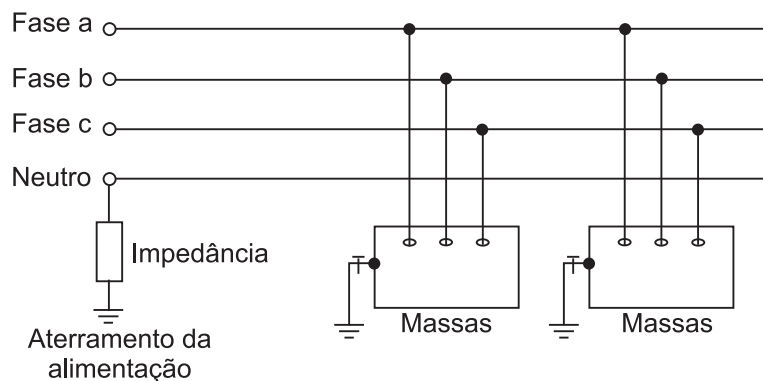 Fase a
Fase b
Fase c
Neutro
Impedância
Aterramento da
alimentação
Massas
Massas